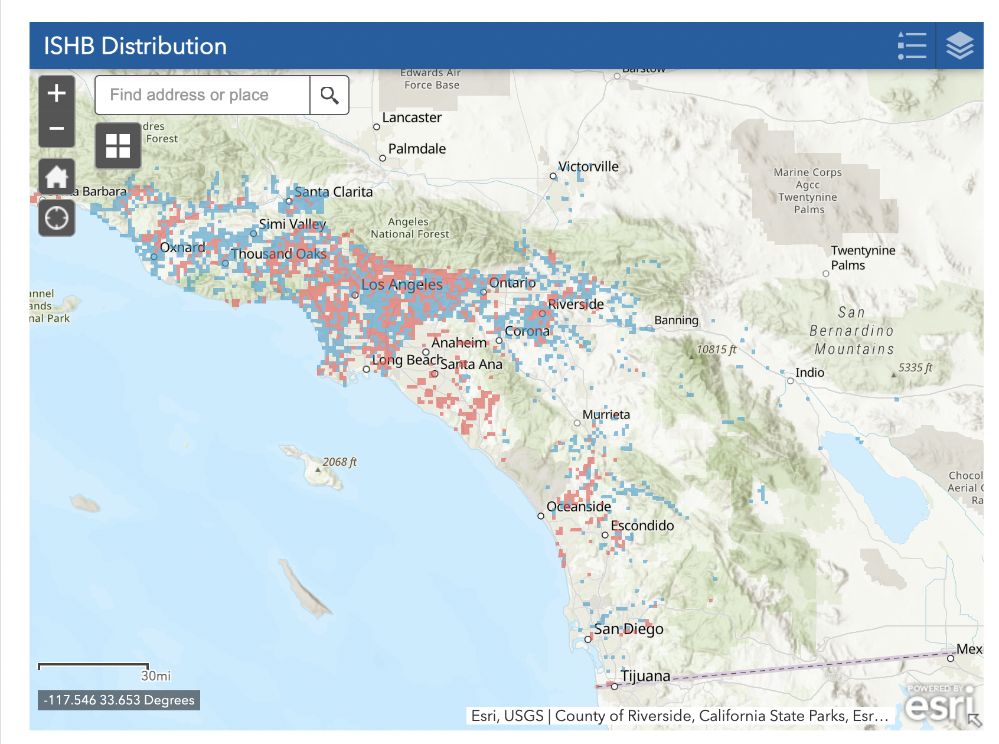 ISHB Distribution
Find address or place
Edwards Air
Force Base
Barstow
Lancaster
dres
Forest
Palmdale
Victorville
Marine Corps
Agcc
Twentynine
Palms
a Barbara
Santa Clarita
Simi Valley
Angeles
National Forest
Oxnard
Thousand Oaks
Twentynine
Palms
Los Angeles
Ontario
annel
ands
nal Park
Riverside
San
Bernardino
Mountains
Banning
Corona
Anaheim
10815 ft
Long Beach
Santa Ana
5335 ft
Indio
Murrieta
2068 ft
Chocol
Aerial G
Ra
Oceanside
Escondido
San Diego
Mex
Tijuana
30mi
-117.546 33.653 Degrees
POWERED BY
esri
Esri, USGS | County of Riverside, California State Parks, Esr...